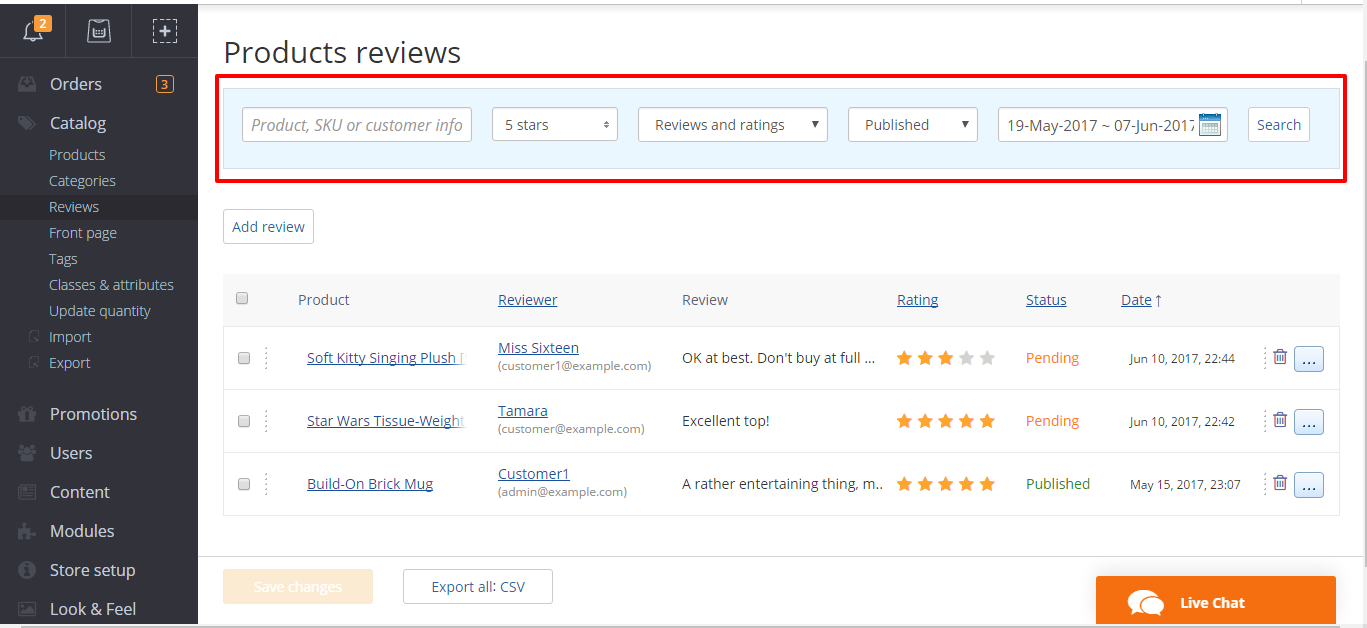 2
Orders 3
Catalog
Products
Categories
Reviews
Front page
Tags
Classes & attributes
Update quantity
Import
Export
Promotions
Users
Content
Modules
Store setup
Look & Feel
Products reviews
Product, SKU or customer info 5 stars Reviews and ratings Published 19-May-2017 ~ 07-Jun-2017 Search
Add review
Product Reviewer Review Rating Status Date ↑
Soft Kitty Singing Plush Miss Sixteen OK at best. Don't buy at full ... Pending Jun 10, 2017, 22:44 ...
(customer1@example.com)
Star Wars Tissue-Weight Tamara Excellent top! Pending Jun 10, 2017, 22:42 ...
(customer@example.com)
Build-On Brick Mug Customer1 A rather entertaining thing, m.. Published May 15, 2017, 23:07 ...
(admin@example.com)
Save changes Export all: CSV
Live Chat